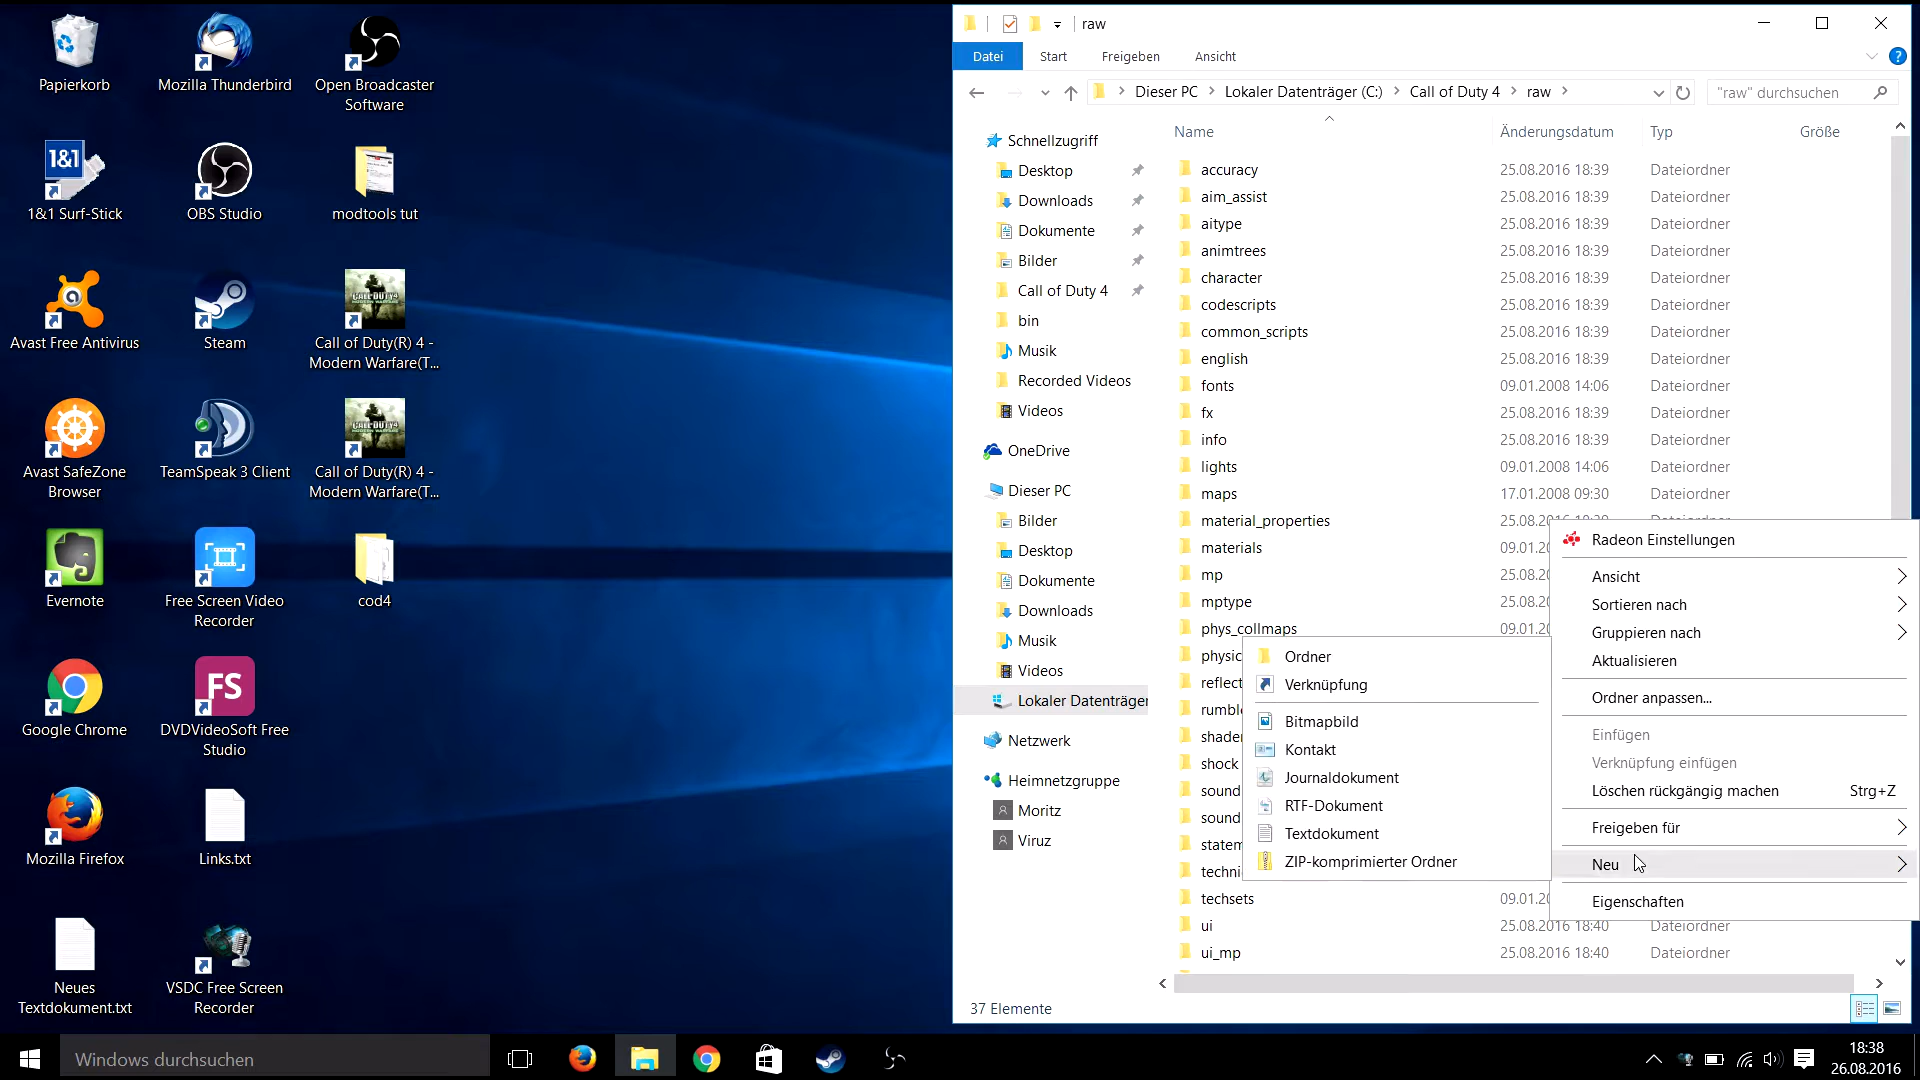 Papierkorb
Mozilla Thunderbird
Open Broadcaster
Software
1&1
1&1 Surf-Stick
OBS Studio
modtools tut
Avast Free Antivirus
Steam
CALL OF DUTY 4
Call of Duty(R) 4 -
Modern Warfare(T...
Avast SafeZone
Browser
TeamSpeak 3 Client
CALL OF DUTY 4
Call of Duty(R) 4 -
Modern Warfare(T...
Evernote
Free Screen Video
Recorder
cod4
Google Chrome
FS
DVDVideoSoft Free
Studio
Mozilla Firefox
Links.txt
Neues
Textdokument.txt
VSDC Free Screen
Recorder
raw
Datei Start Freigeben Ansicht
Dieser PC Lokaler Datenträger (C:) Call of Duty 4 raw
"raw" durchsuchen
Schnellzugriff
Desktop
Downloads
Dokumente
Bilder
Call of Duty 4
bin
Musik
Recorded Videos
Videos
OneDrive
Dieser PC
Bilder
Desktop
Dokumente
Downloads
Musik
Videos
Lokaler Datenträger
Netzwerk
Heimnetzgruppe
Moritz
Viruz
Name Änderungsdatum Typ Größe
accuracy 25.08.2016 18:39 Dateiordner
aim_assist 25.08.2016 18:39 Dateiordner
aitype 25.08.2016 18:39 Dateiordner
animtrees 25.08.2016 18:39 Dateiordner
character 25.08.2016 18:39 Dateiordner
codescripts 25.08.2016 18:39 Dateiordner
common_scripts 25.08.2016 18:39 Dateiordner
english 25.08.2016 18:39 Dateiordner
fonts 09.01.2008 14:06 Dateiordner
fx 25.08.2016 18:39 Dateiordner
info 25.08.2016 18:39 Dateiordner
lights 09.01.2008 14:06 Dateiordner
maps 17.01.2008 09:30 Dateiordner
material_properties 25.08.2016 18:39 Dateiordner
materials 09.01.20
mp 25.08.20
mptype 25.08.20
phys_collmaps 09.01.20
physic
reflect
rumble
shader
shock
sound
sound
statem
techni
techsets 09.01.20
ui 25.08.2016 18:40 Dateiordner
ui_mp 25.08.2016 18:40 Dateiordner
37 Elemente
Radeon Einstellungen
Ansicht
Sortieren nach
Gruppieren nach
Aktualisieren
Ordner anpassen...
Einfügen
Verknüpfung einfügen
Löschen rückgängig machen Strg+Z
Freigeben für
Neu
Eigenschaften
Ordner
Verknüpfung
Bitmapbild
Kontakt
Journaldokument
RTF-Dokument
Textdokument
ZIP-komprimierter Ordner
Windows durchsuchen
18:38
26.08.2016